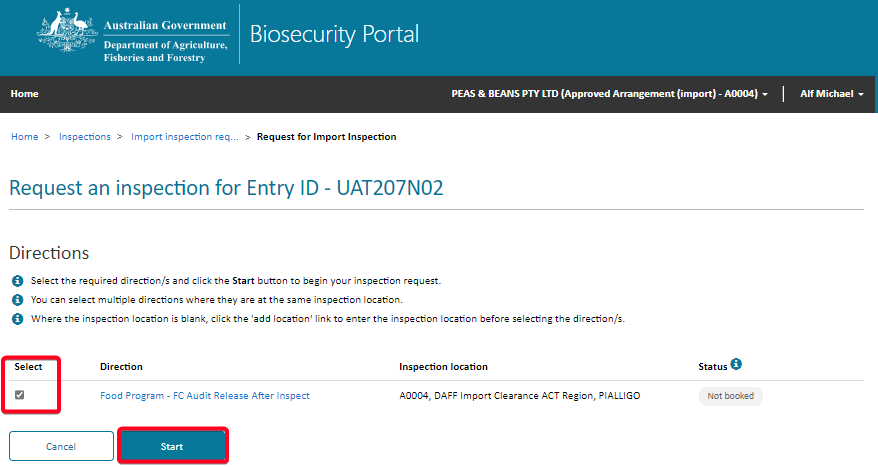 Australian Government
Department of Agriculture,
Fisheries and Forestry
Biosecurity Portal
Home
PEAS & BEANS PTY LTD (Approved Arrangement (import) - A0004)
Alf Michael
Home > Inspections > Import inspection req... > Request for Import Inspection
Request an inspection for Entry ID - UAT207N02
Directions
Select the required direction/s and click the Start button to begin your inspection request.
You can select multiple directions where they are at the same inspection location.
Where the inspection location is blank, click the 'add location' link to enter the inspection location before selecting the direction/s.
Select Direction Inspection location Status
Food Program - FC Audit Release After Inspect A0004, DAFF Import Clearance ACT Region, PIALLIGO Not booked
Cancel Start